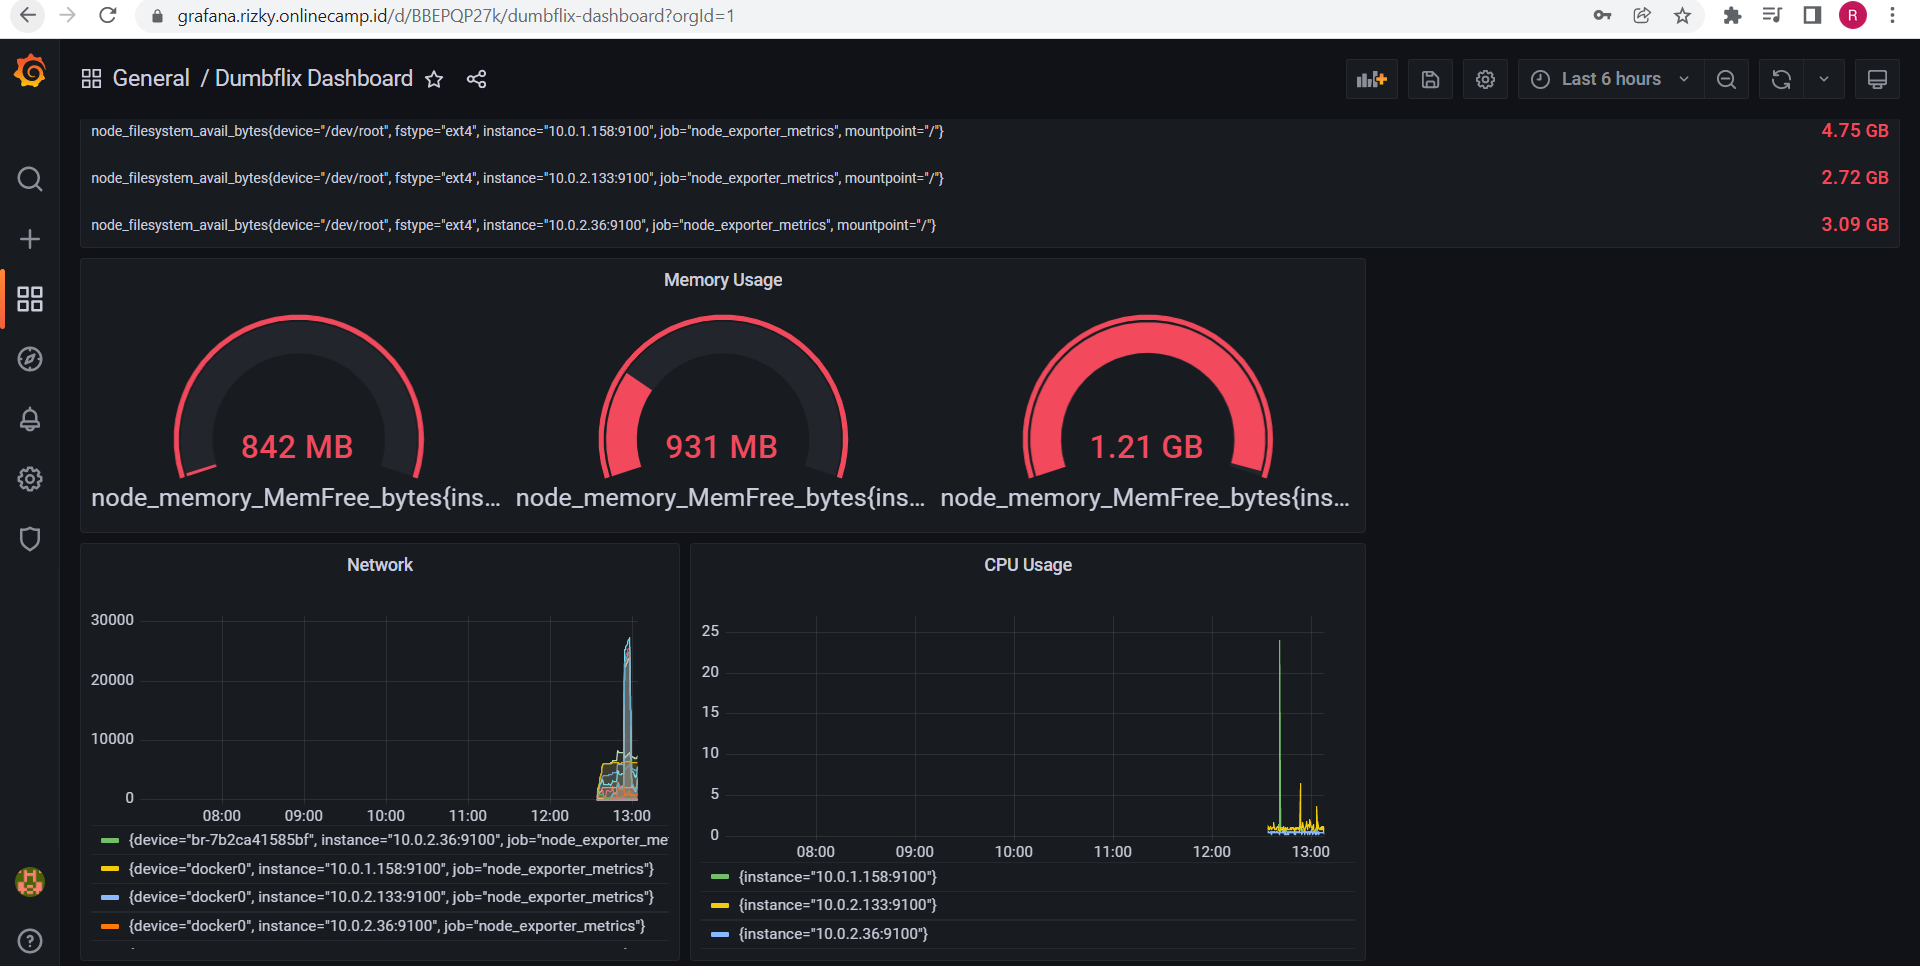 grafana.rizky.onlinecamp.id/d/BBEPQP27k/dumbflix-dashboard?orgId=1
R
General / Dumbflix Dashboard
Last 6 hours
node_filesystem_avail_bytes{device="/dev/root", fstype="ext4", instance="10.0.1.158:9100", job="node_exporter_metrics", mountpoint="/"} 4.75 GB
node_filesystem_avail_bytes{device="/dev/root", fstype="ext4", instance="10.0.2.133:9100", job="node_exporter_metrics", mountpoint="/"} 2.72 GB
node_filesystem_avail_bytes{device="/dev/root", fstype="ext4", instance="10.0.2.36:9100", job="node_exporter_metrics", mountpoint="/"} 3.09 GB
Memory Usage
842 MB 931 MB 1.21 GB
node_memory_MemFree_bytes{ins... node_memory_MemFree_bytes{ins... node_memory_MemFree_bytes{ins...
Network
30000
20000
10000
0
08:00 09:00 10:00 11:00 12:00 13:00
{device="br-7b2ca41585bf", instance="10.0.2.36:9100", job="node_exporter_me
{device="docker0", instance="10.0.1.158:9100", job="node_exporter_metrics"}
{device="docker0", instance="10.0.2.133:9100", job="node_exporter_metrics"}
{device="docker0", instance="10.0.2.36:9100", job="node_exporter_metrics"}
CPU Usage
25
20
15
10
5
0
08:00 09:00 10:00 11:00 12:00 13:00
{instance="10.0.1.158:9100"}
{instance="10.0.2.133:9100"}
{instance="10.0.2.36:9100"}